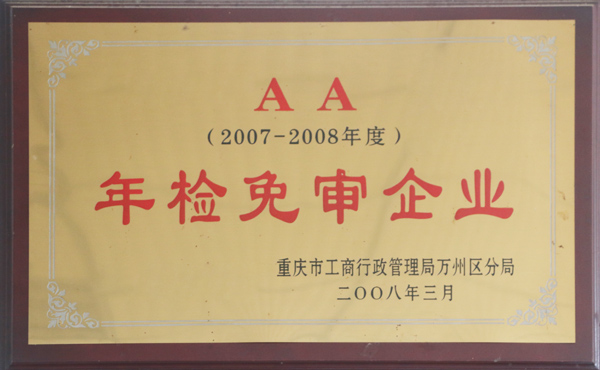 A A
(2007-2008年度)
年检免审企业
重庆市工商行政管理局万州区分局
二〇〇八年三月